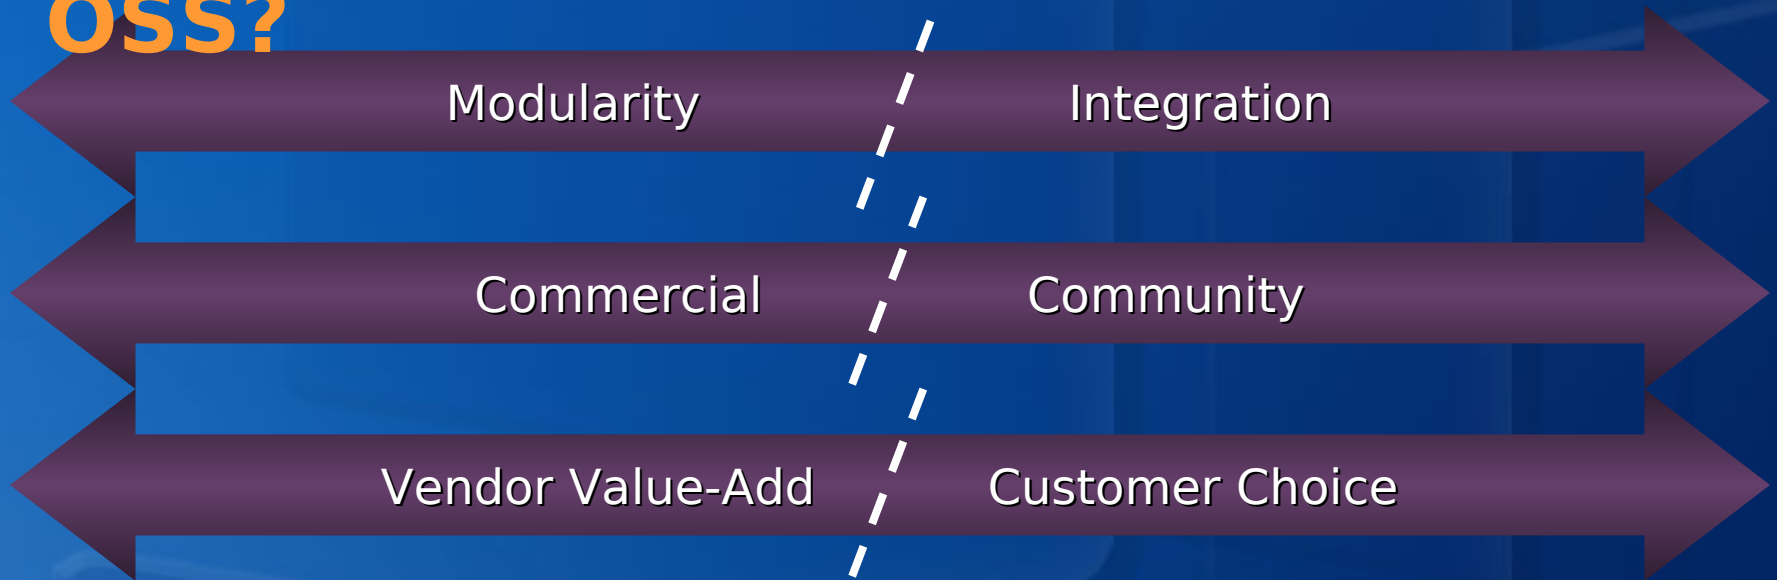 OSS?
Modularity Integration
Commercial Community
Vendor Value-Add Customer Choice